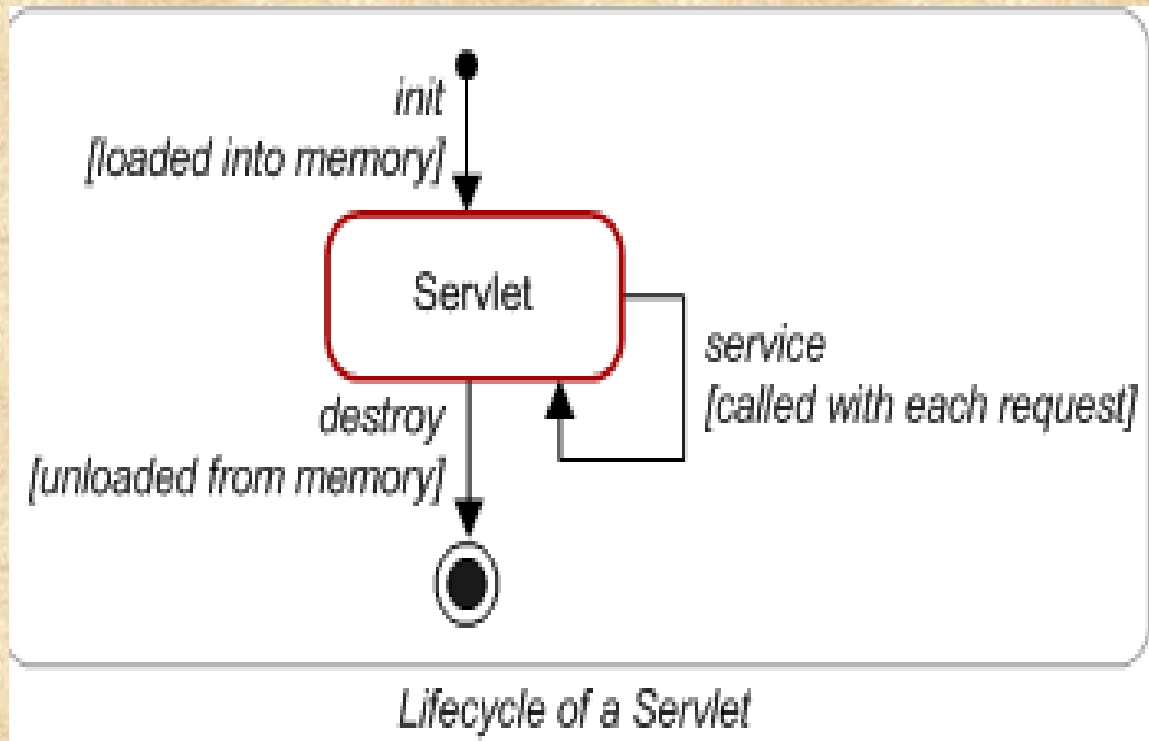 init
[loaded into memory]
Servlet
service
[called with each request]
destroy
[unloaded from memory]
Lifecycle of a Servlet